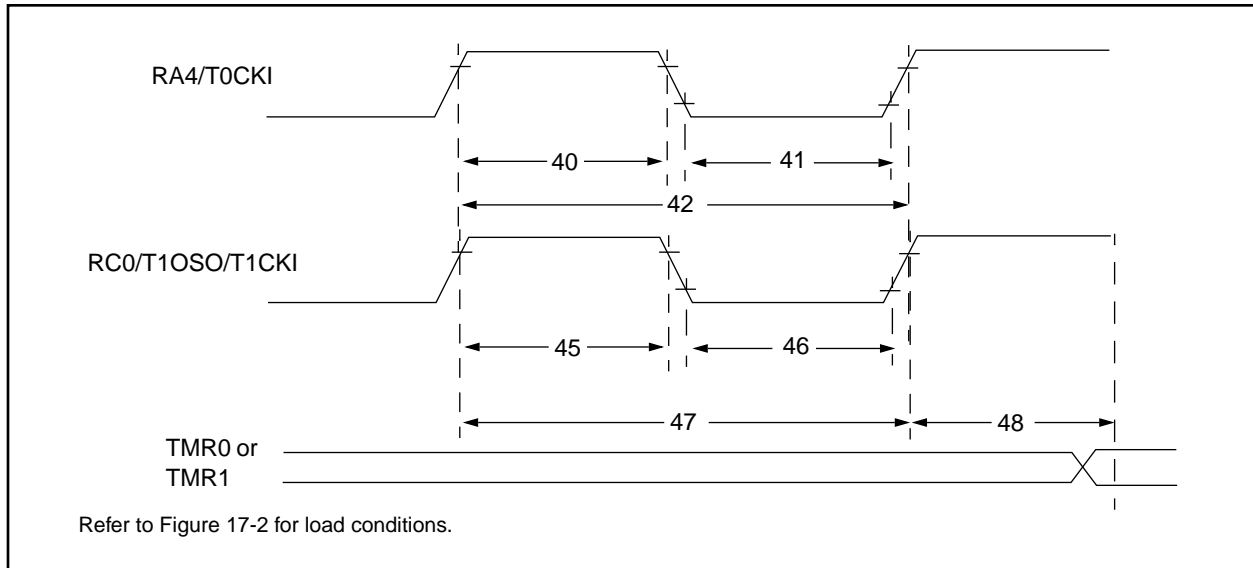 RA4/T0CKI
40
41
42
RC0/T1OSO/T1CKI
45
46
47
48
TMR0 or
TMR1
Refer to Figure 17-2 for load conditions.